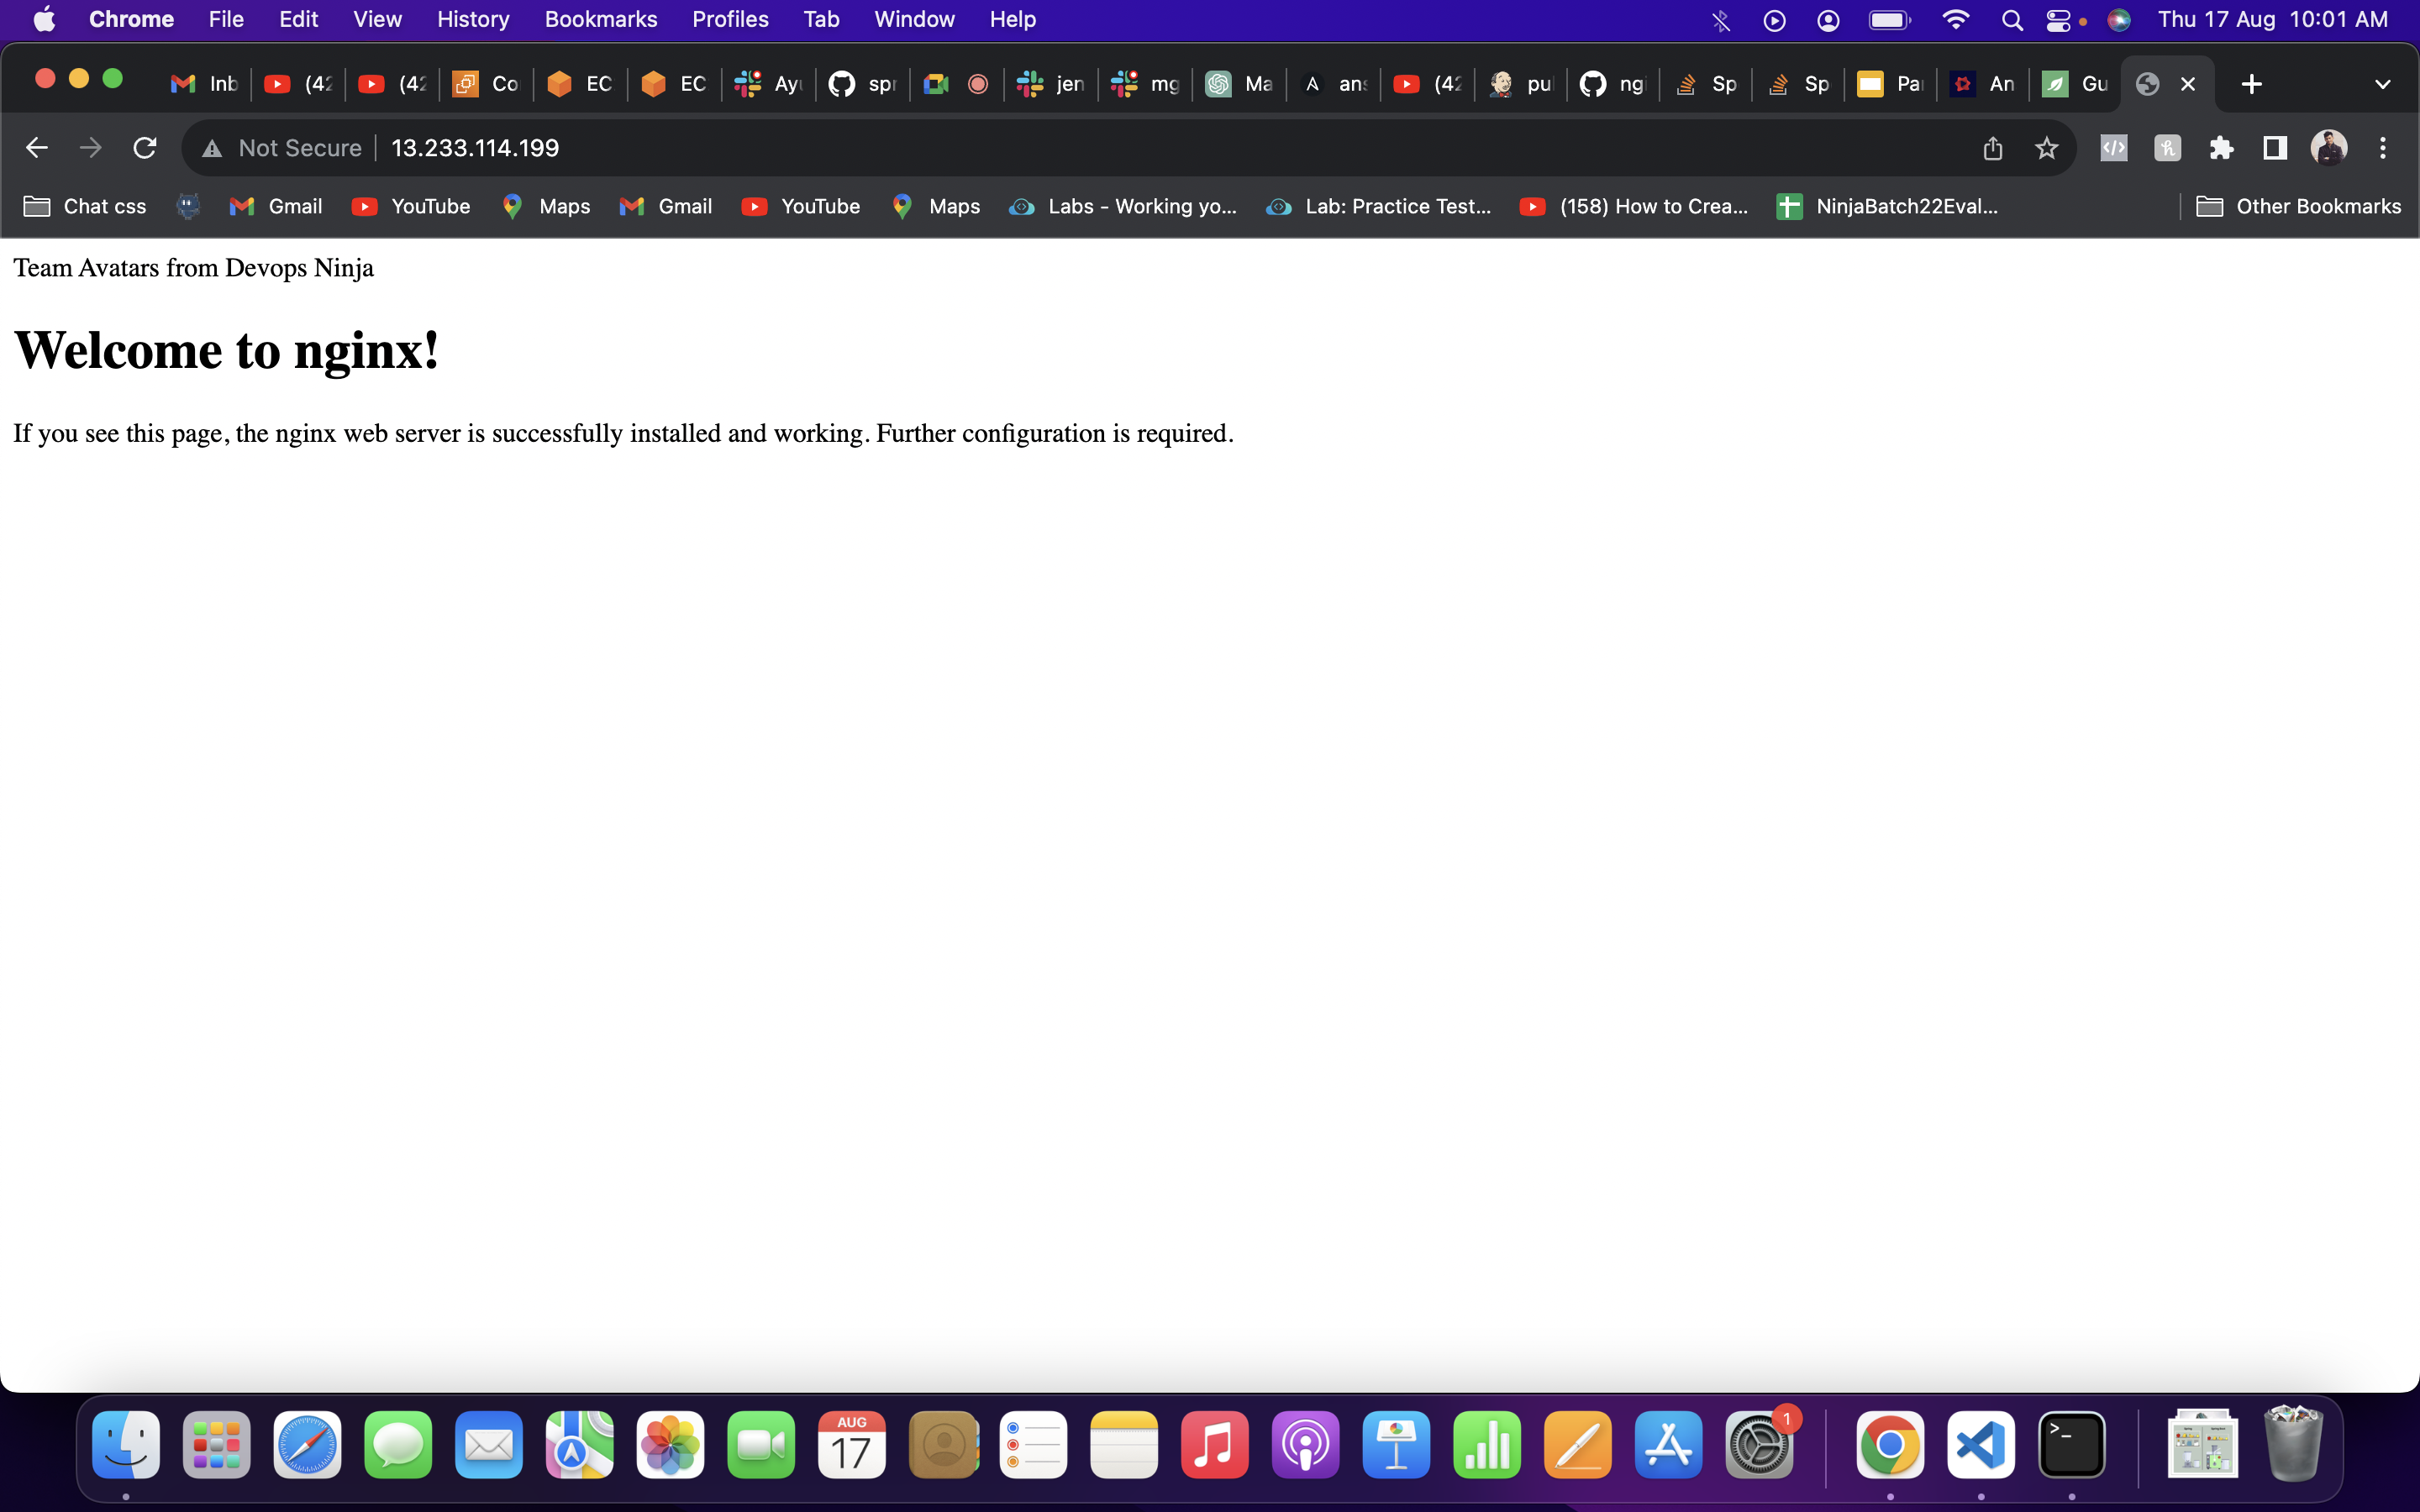 Chrome File Edit View History Bookmarks Profiles Tab Window Help Thu 17 Aug 10:01 AM
Inb (42 (42 Co EC EC Ayu spr jen mg Ma ans (42 pu ngi Sp Sp Pa An Gu
Not Secure 13.233.114.199
Chat css Gmail YouTube Maps Gmail YouTube Maps Labs - Working yo... Lab: Practice Test... (158) How to Crea... NinjaBatch22Eval... Other Bookmarks
Team Avatars from Devops Ninja
Welcome to nginx!
If you see this page, the nginx web server is successfully installed and working. Further configuration is required.
AUG
17
1